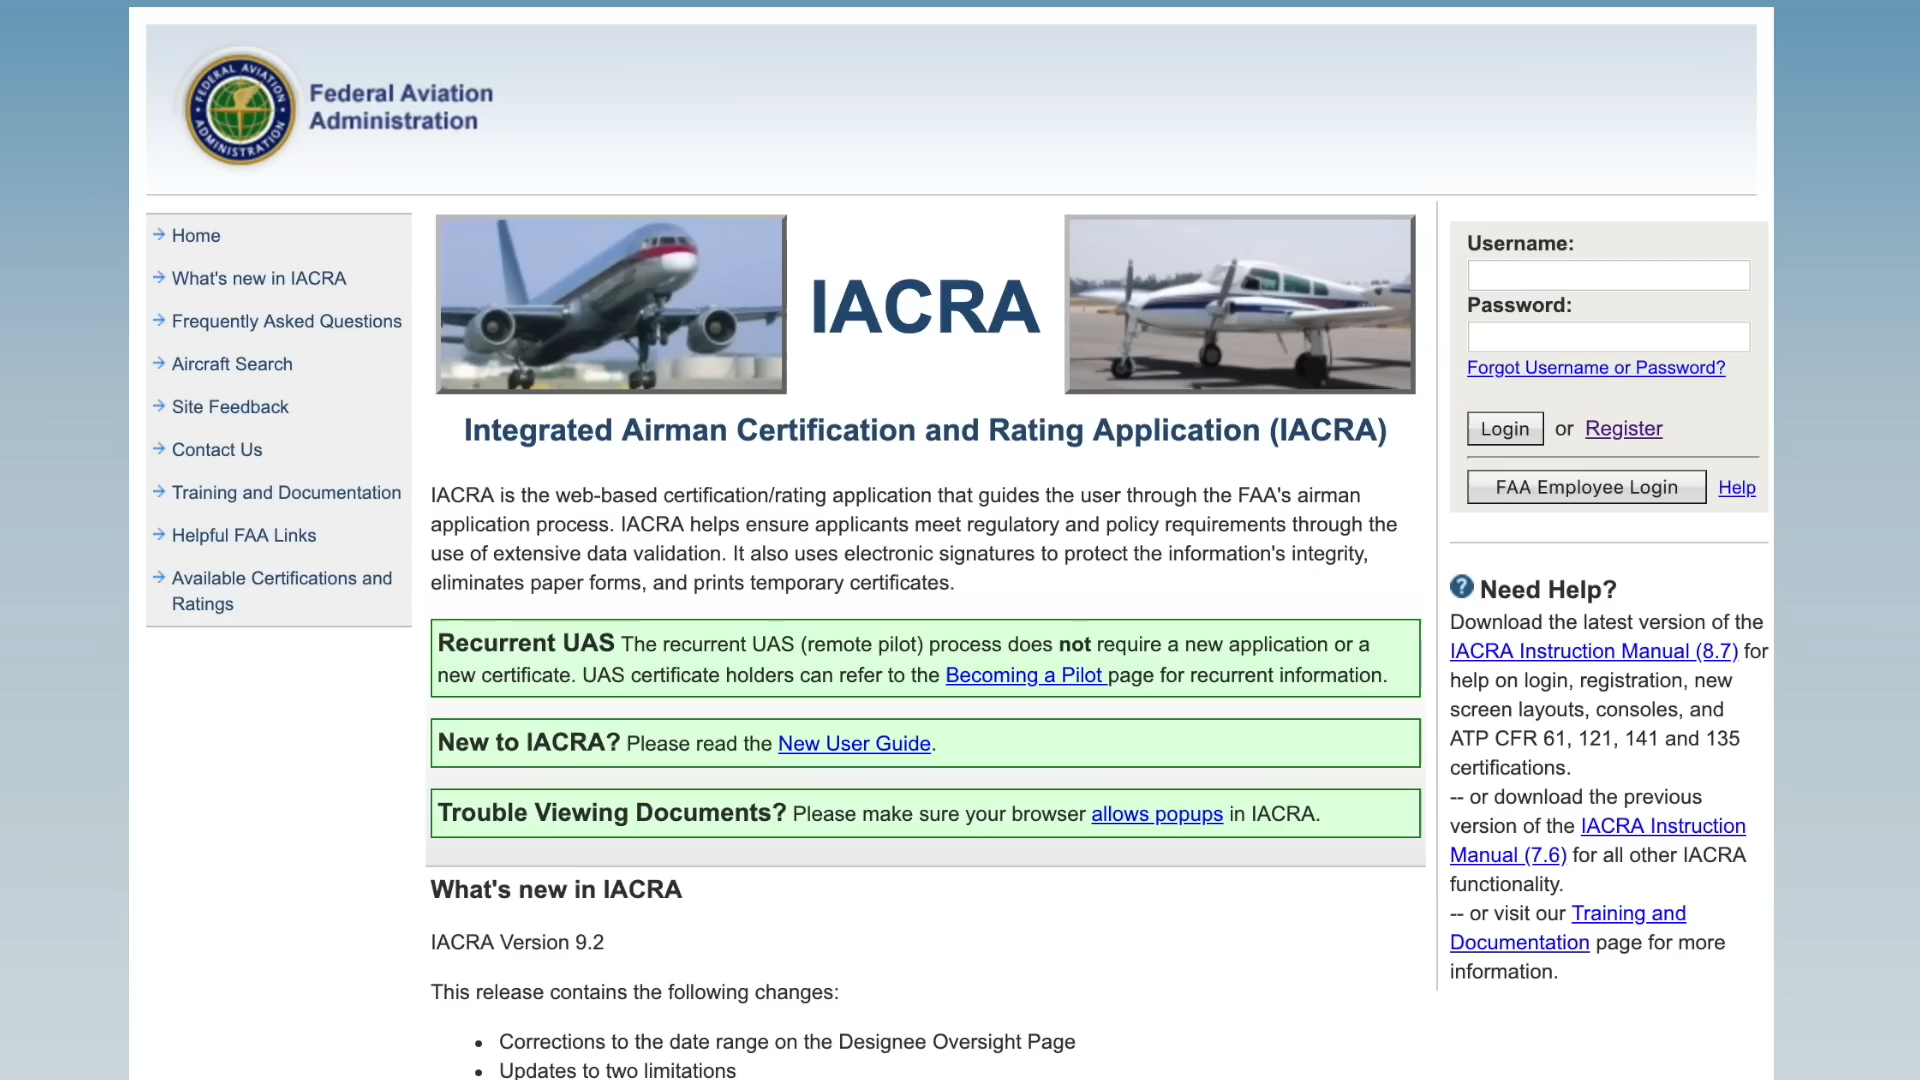 FEDERAL AVIATION ADMINISTRATION
Federal Aviation
Administration
Home
What's new in IACRA
Frequently Asked Questions
Aircraft Search
Site Feedback
Contact Us
Training and Documentation
Helpful FAA Links
Available Certifications and
Ratings
IACRA
Integrated Airman Certification and Rating Application (IACRA)
IACRA is the web-based certification/rating application that guides the user through the FAA's airman
application process. IACRA helps ensure applicants meet regulatory and policy requirements through the
use of extensive data validation. It also uses electronic signatures to protect the information's integrity,
eliminates paper forms, and prints temporary certificates.
Recurrent UAS The recurrent UAS (remote pilot) process does not require a new application or a
new certificate. UAS certificate holders can refer to the Becoming a Pilot page for recurrent information.
New to IACRA? Please read the New User Guide.
Trouble Viewing Documents? Please make sure your browser allows popups in IACRA.
What's new in IACRA
IACRA Version 9.2
This release contains the following changes:
• Corrections to the date range on the Designee Oversight Page
• Updates to two limitations
Username:
Password:
Forgot Username or Password?
Login or Register
FAA Employee Login Help
Need Help?
Download the latest version of the
IACRA Instruction Manual (8.7) for
help on login, registration, new
screen layouts, consoles, and
ATP CFR 61, 121, 141 and 135
certifications.
-- or download the previous
version of the IACRA Instruction
Manual (7.6) for all other IACRA
functionality.
-- or visit our Training and
Documentation page for more
information.